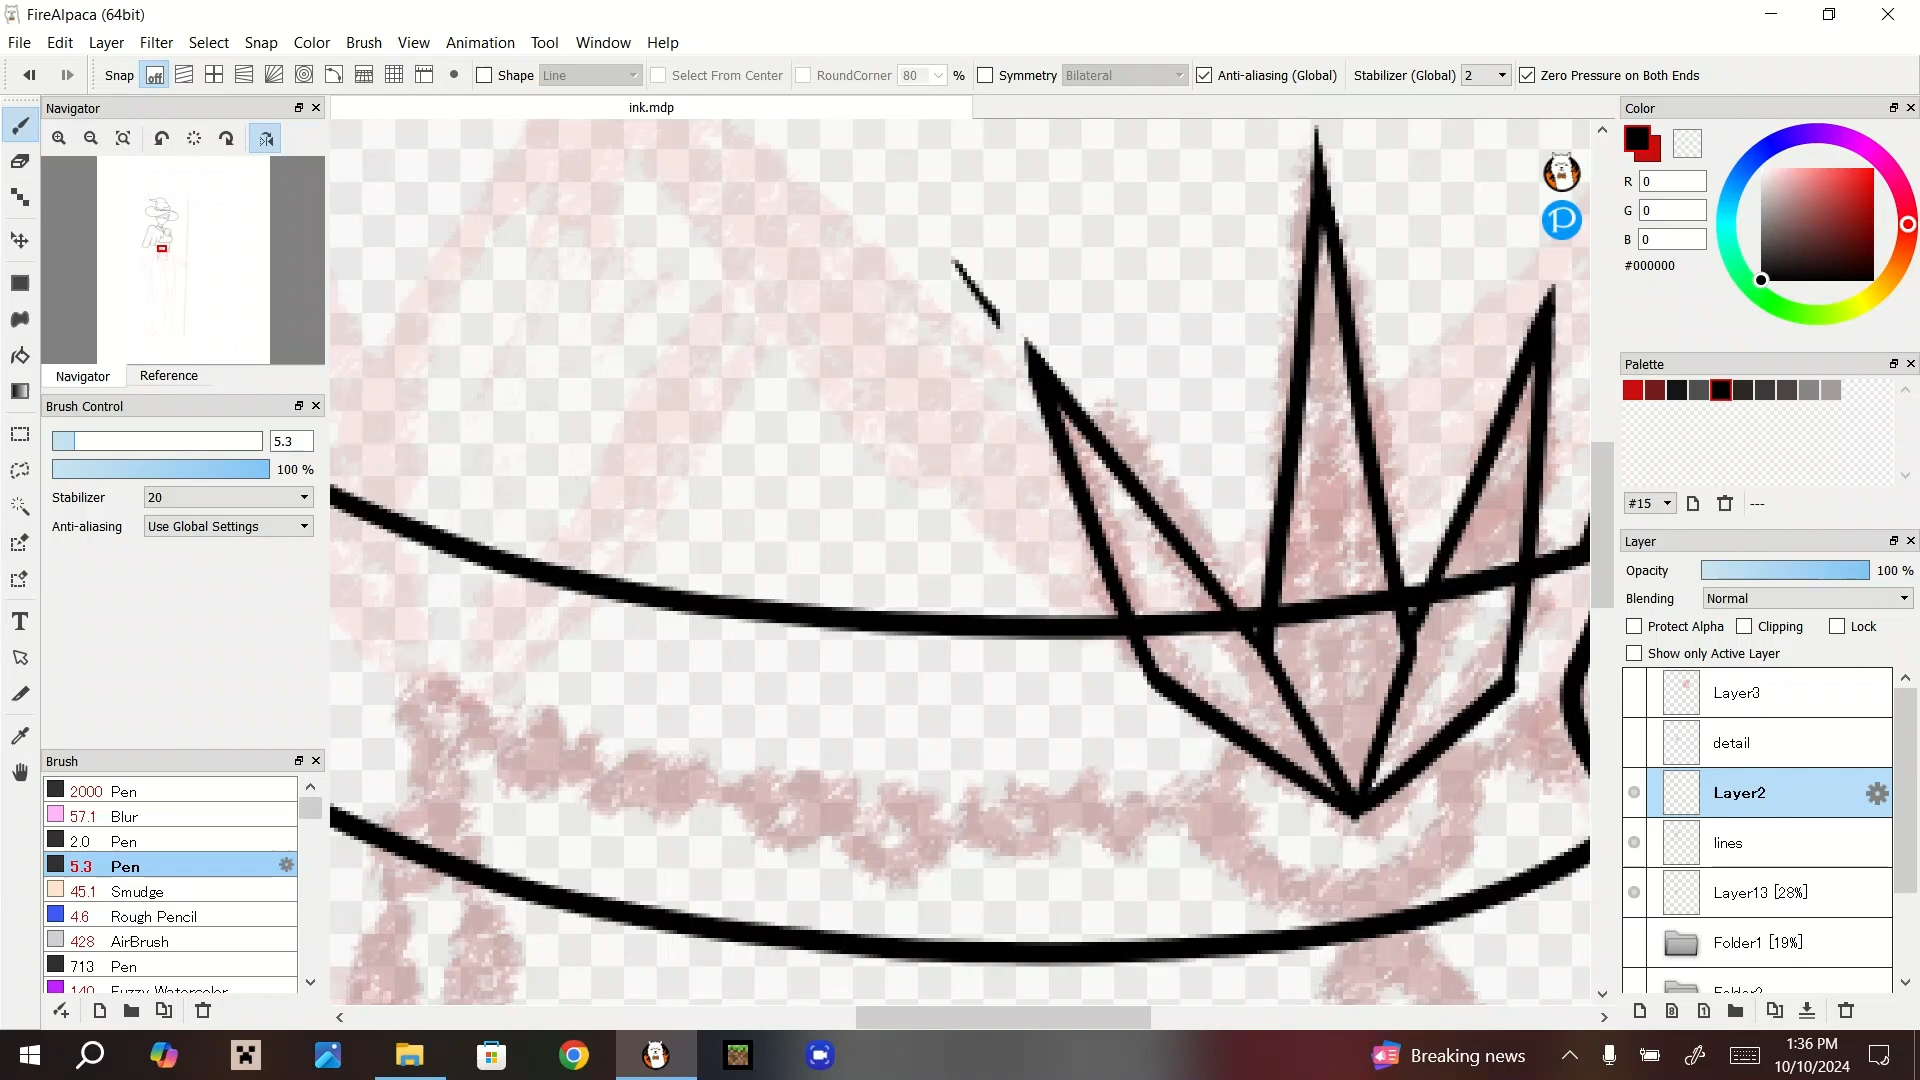 FireAlpaca (64bit)
File Edit Layer Filter Select Snap Color Brush View Animation Tool Window Help
Snap Shape Line Select From Center RoundCorner 80 % Symmetry Bilateral Anti-aliasing (Global) Stabilizer (Global) 2 Zero Pressure on Both Ends
Navigator
ink.mdp
Color
R 0
G 0
B 0
#000000
Navigator Reference
Palette
Brush Control
5.3
100 %
Stabilizer 20
Anti-aliasing Use Global Settings
#15 ---
Layer
Opacity 100 %
Blending Normal
Protect Alpha Clipping Lock
Show only Active Layer
Layer3
detail
Layer2
lines
Layer13 [28%]
Folder1 [19%]
Folder2
Brush
2000 Pen
57.1 Blur
2.0 Pen
5.3 Pen
45.1 Smudge
4.6 Rough Pencil
428 AirBrush
713 Pen
140 Fuzzy Watercolor
Breaking news
1:36 PM
10/10/2024